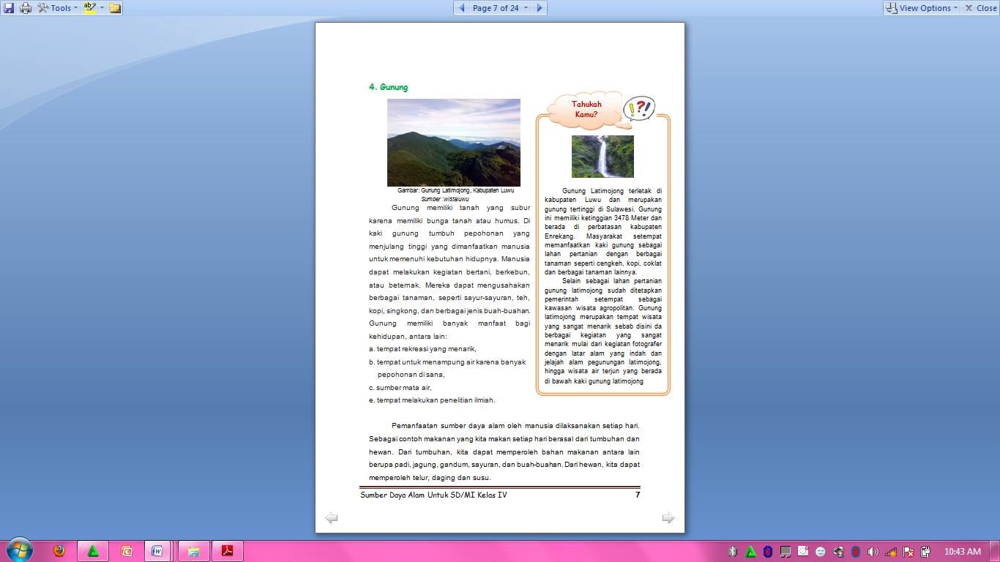 Tools
Page 7 of 24
View Options
Close
4. Gunung
Gambar: Gunung Latimojong, Kabupaten Luwu
Sumber :wistaluwu
Gunung memiliki tanah yang subur
karena memiliki bunga tanah atau humus. Di
kaki gunung tumbuh pepohonan yang
menjulang tinggi yang dimanfaatkan manusia
untuk memenuhi kebutuhan hidupnya. Manusia
dapat melakukan kegiatan bertani, berkebun,
atau beternak. Mereka dapat mengusahakan
berbagai tanaman, seperti sayur-sayuran, teh,
kopi, singkong, dan berbagai jenis buah-buahan.
Gunung memiliki banyak manfaat bagi
kehidupan, antara lain:
a. tempat rekreasi yang menarik,
b. tempat untuk menampung air karena banyak
pepohonan di sana,
c. sumber mata air,
e. tempat melakukan penelitian ilmiah.
Tahukah
Kamu?
!?!
Gunung Latimojong terletak di
kabupaten Luwu dan merupakan
gunung tertinggi di Sulawesi. Gunung
ini memiliki ketinggian 3478 Meter dan
berada di perbatasan kabupaten
Enrekang. Masyarakat setempat
memanfaatkan kaki gunung sebagai
lahan pertanian dengan berbagai
tanaman seperti cengkeh, kopi, coklat
dan berbagai tanaman lainnya.
Selain sebagai lahan pertanian
gunung latimojong sudah ditetapkan
pemerintah setempat sebagai
kawasan wisata agropolitan. Gunung
latimojong merupakan tempat wisata
yang sangat menarik sebab disini da
berbagai kegiatan yang sangat
menarik mulai dari kegiatan fotografer
dengan latar alam yang indah dan
jelajah alam pegunungan latimojong,
hingga wisata air terjun yang berada
di bawah kaki gunung latimojong
Pemanfaatan sumber daya alam oleh manusia dilaksanakan setiap hari.
Sebagai contoh makanan yang kita makan setiap hari berasal dari tumbuhan dan
hewan. Dari tumbuhan, kita dapat memperoleh bahan makanan antara lain
berupa padi, jagung, gandum, sayuran, dan buah-buahan. Dari hewan, kita dapat
memperoleh telur, daging dan susu.
Sumber Daya Alam Untuk SD/MI Kelas IV 7
10:43 AM